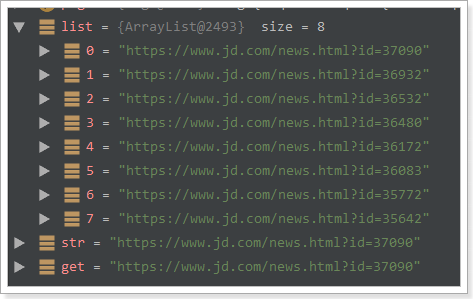 list = {ArrayList@2493} size = 8
0 = "https://www.jd.com/news.html?id=37090"
1 = "https://www.jd.com/news.html?id=36932"
2 = "https://www.jd.com/news.html?id=36532"
3 = "https://www.jd.com/news.html?id=36480"
4 = "https://www.jd.com/news.html?id=36172"
5 = "https://www.jd.com/news.html?id=36083"
6 = "https://www.jd.com/news.html?id=35772"
7 = "https://www.jd.com/news.html?id=35642"
str = "https://www.jd.com/news.html?id=37090"
get = "https://www.jd.com/news.html?id=37090"